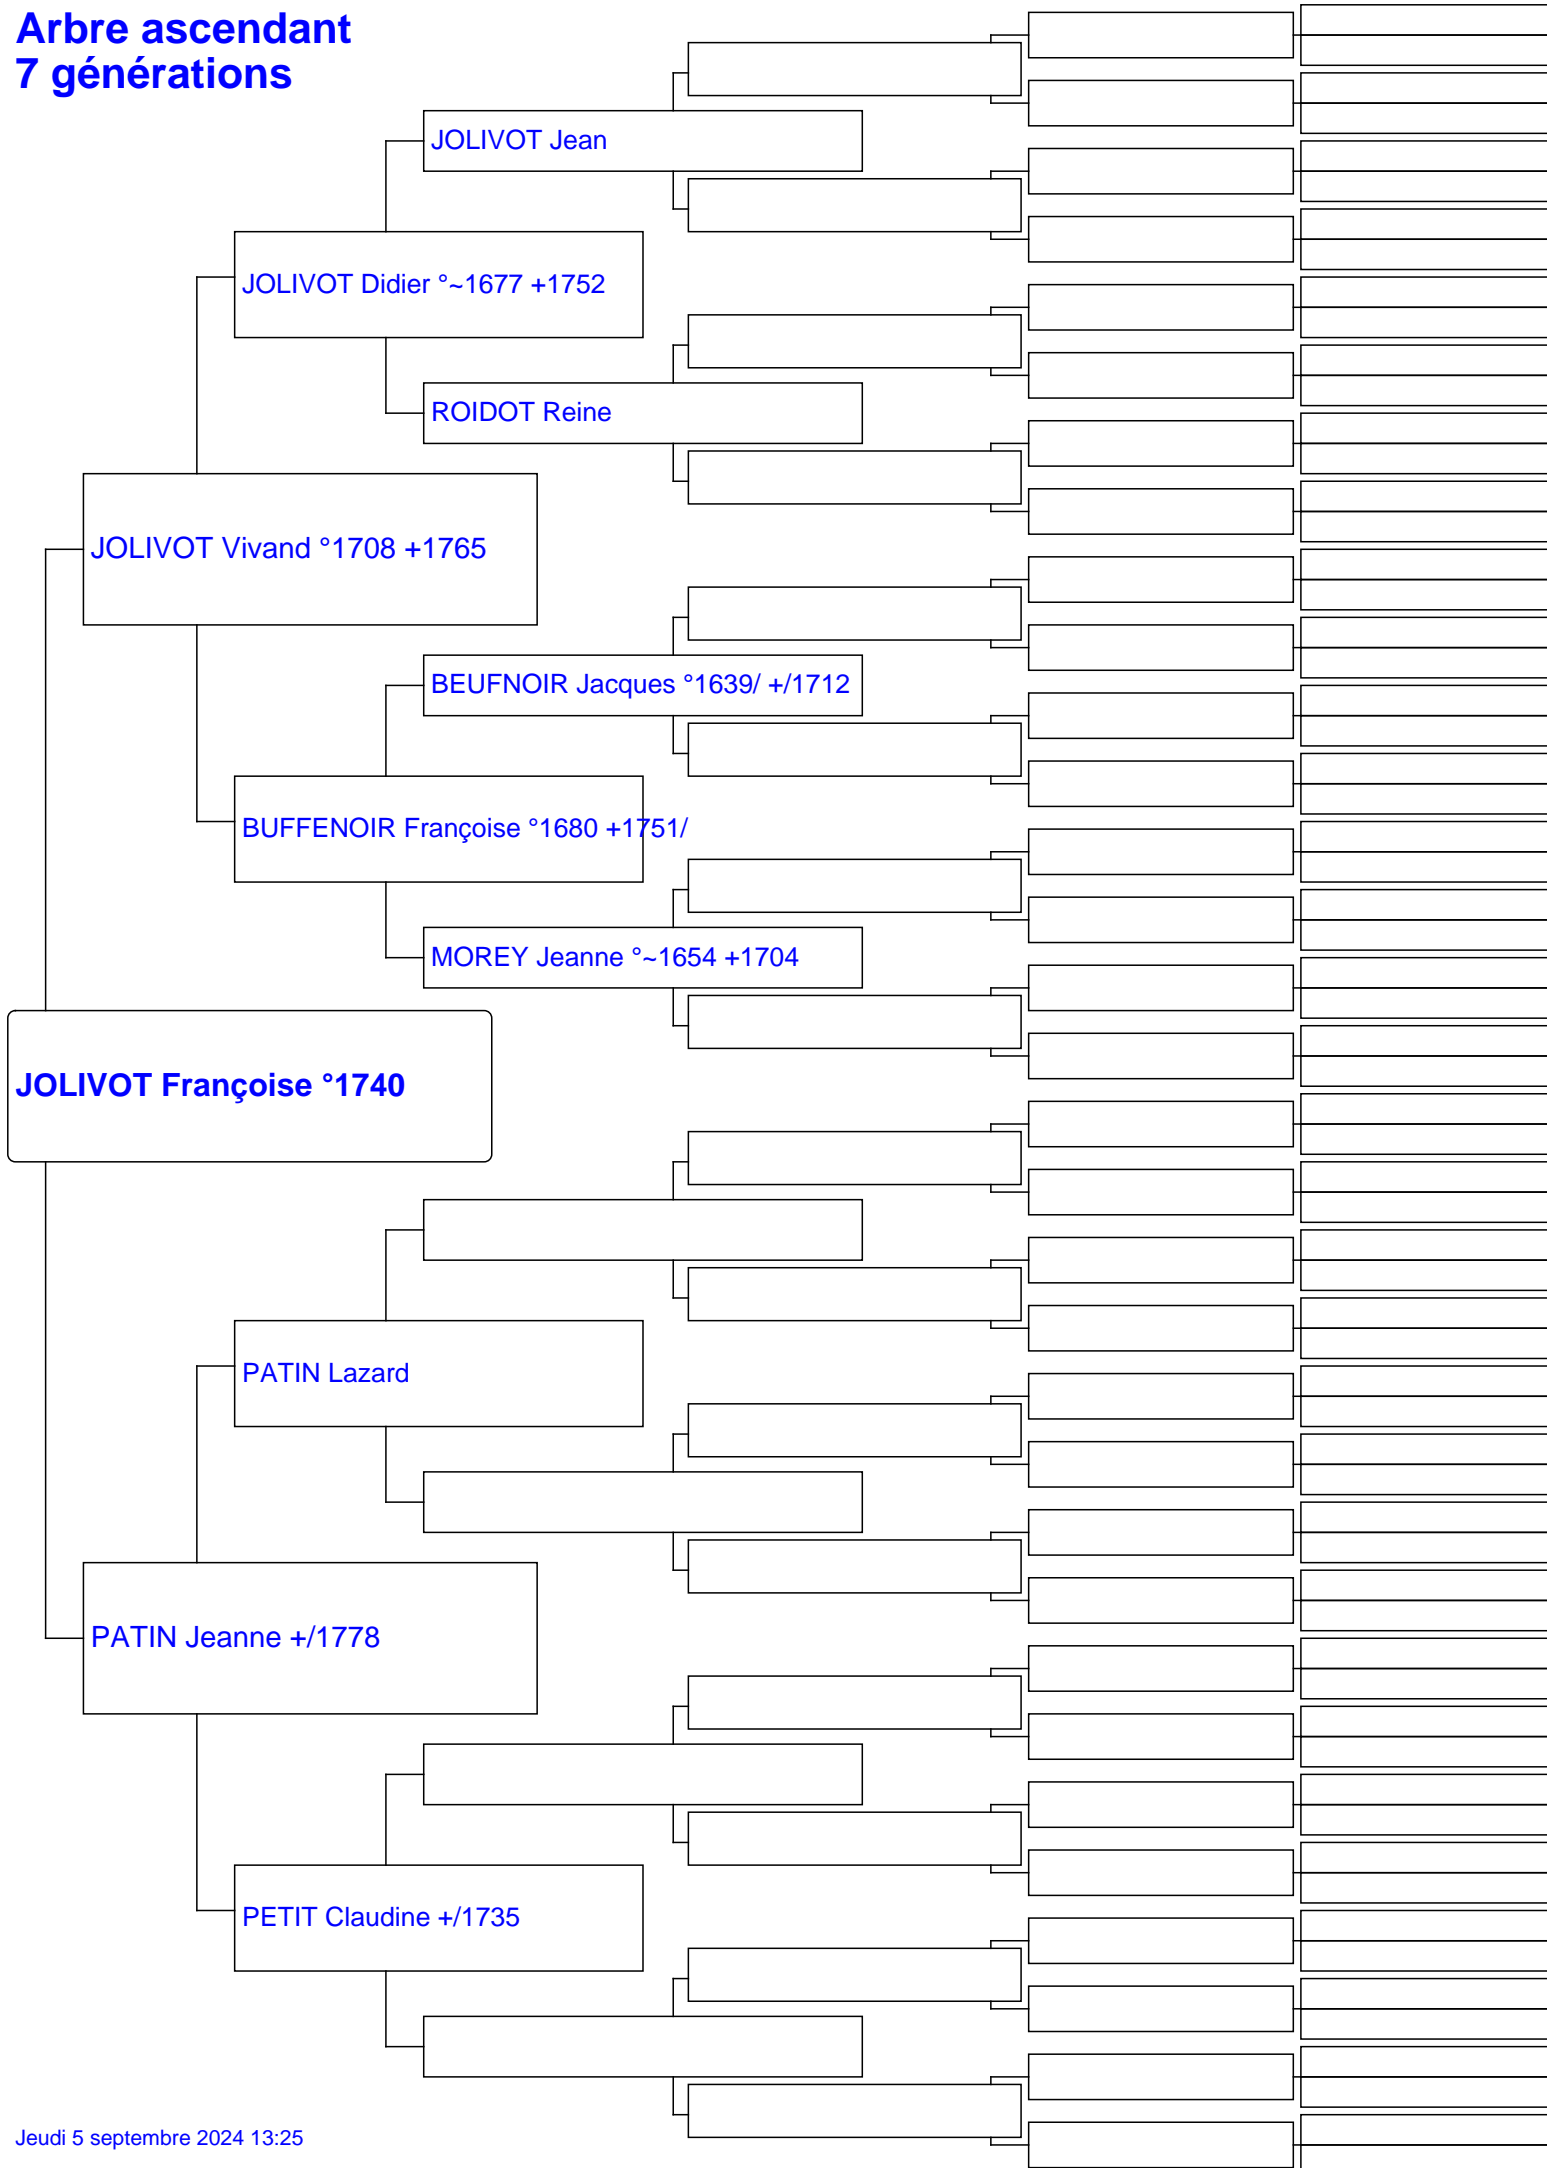 Arbre ascendant
7 générations
JOLIVOT Jean
JOLIVOT Didier °~1677 +1752
ROIDOT Reine
JOLIVOT Vivand °1708 +1765
BEUFNOIR Jacques °1639/ +/1712
BUFFENOIR Françoise °1680 +1751/
MOREY Jeanne °~1654 +1704
JOLIVOT Françoise °1740
PATIN Lazard
PATIN Jeanne +/1778
PETIT Claudine +/1735
Jeudi 5 septembre 2024 13:25